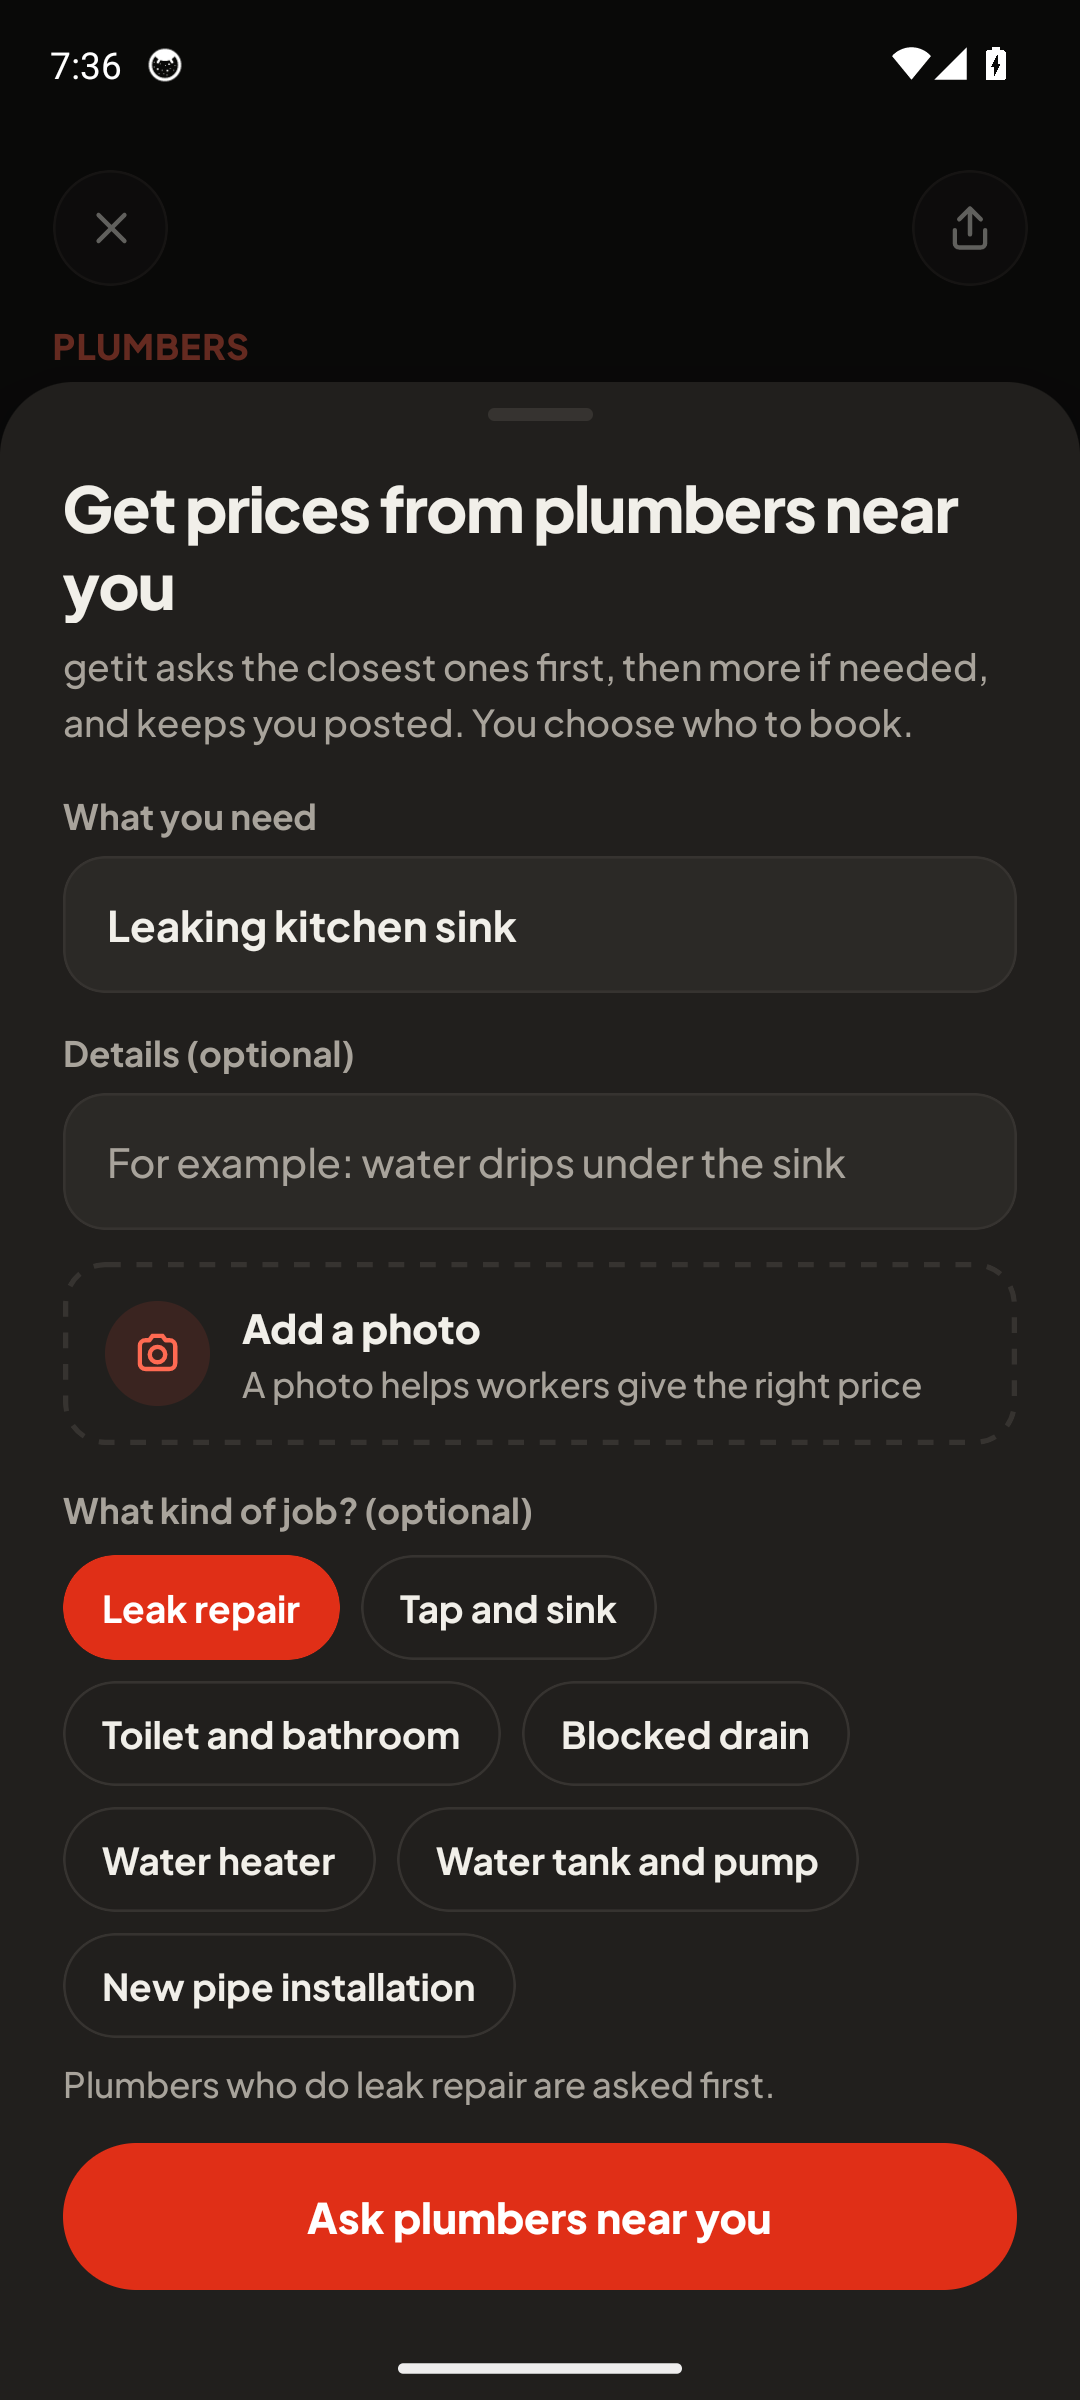 7:36
PLUMBERS
Get prices from plumbers near
you
getit asks the closest ones first, then more if needed,
and keeps you posted. You choose who to book.
What you need
Leaking kitchen sink
Details (optional)
For example: water drips under the sink
Add a photo
A photo helps workers give the right price
What kind of job? (optional)
Leak repair
Tap and sink
Toilet and bathroom
Blocked drain
Water heater
Water tank and pump
New pipe installation
Plumbers who do leak repair are asked first.
Ask plumbers near you